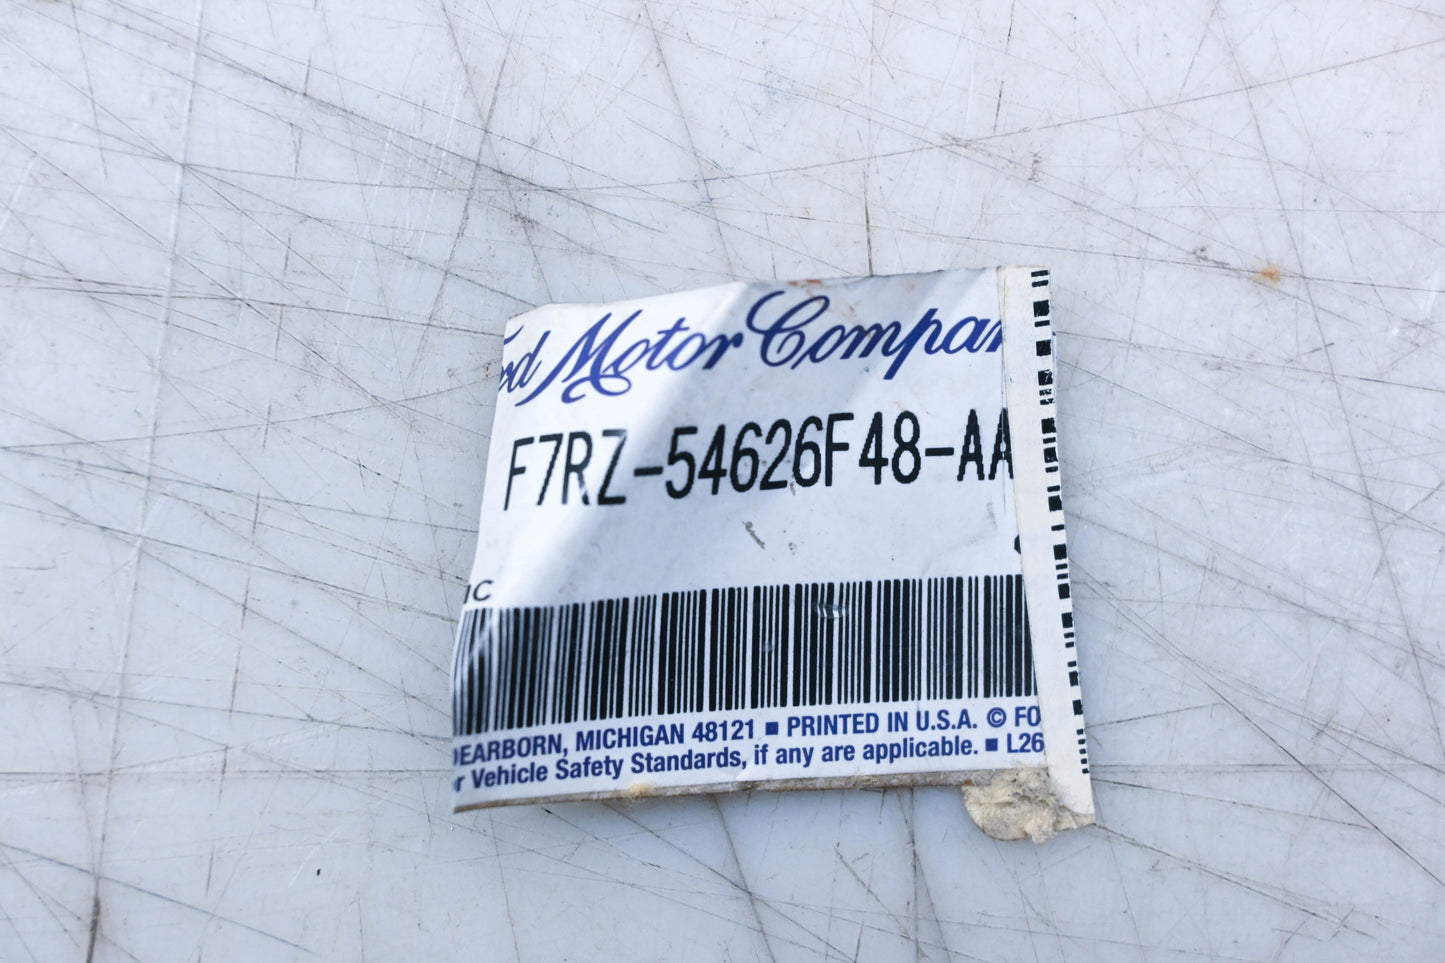 rd Motor Compan
F7RZ-54626F48-AA
IC
DEARBORN, MICHIGAN 48121 ■ PRINTED IN U.S.A. © FO
r Vehicle Safety Standards, if any are applicable. ■ L26